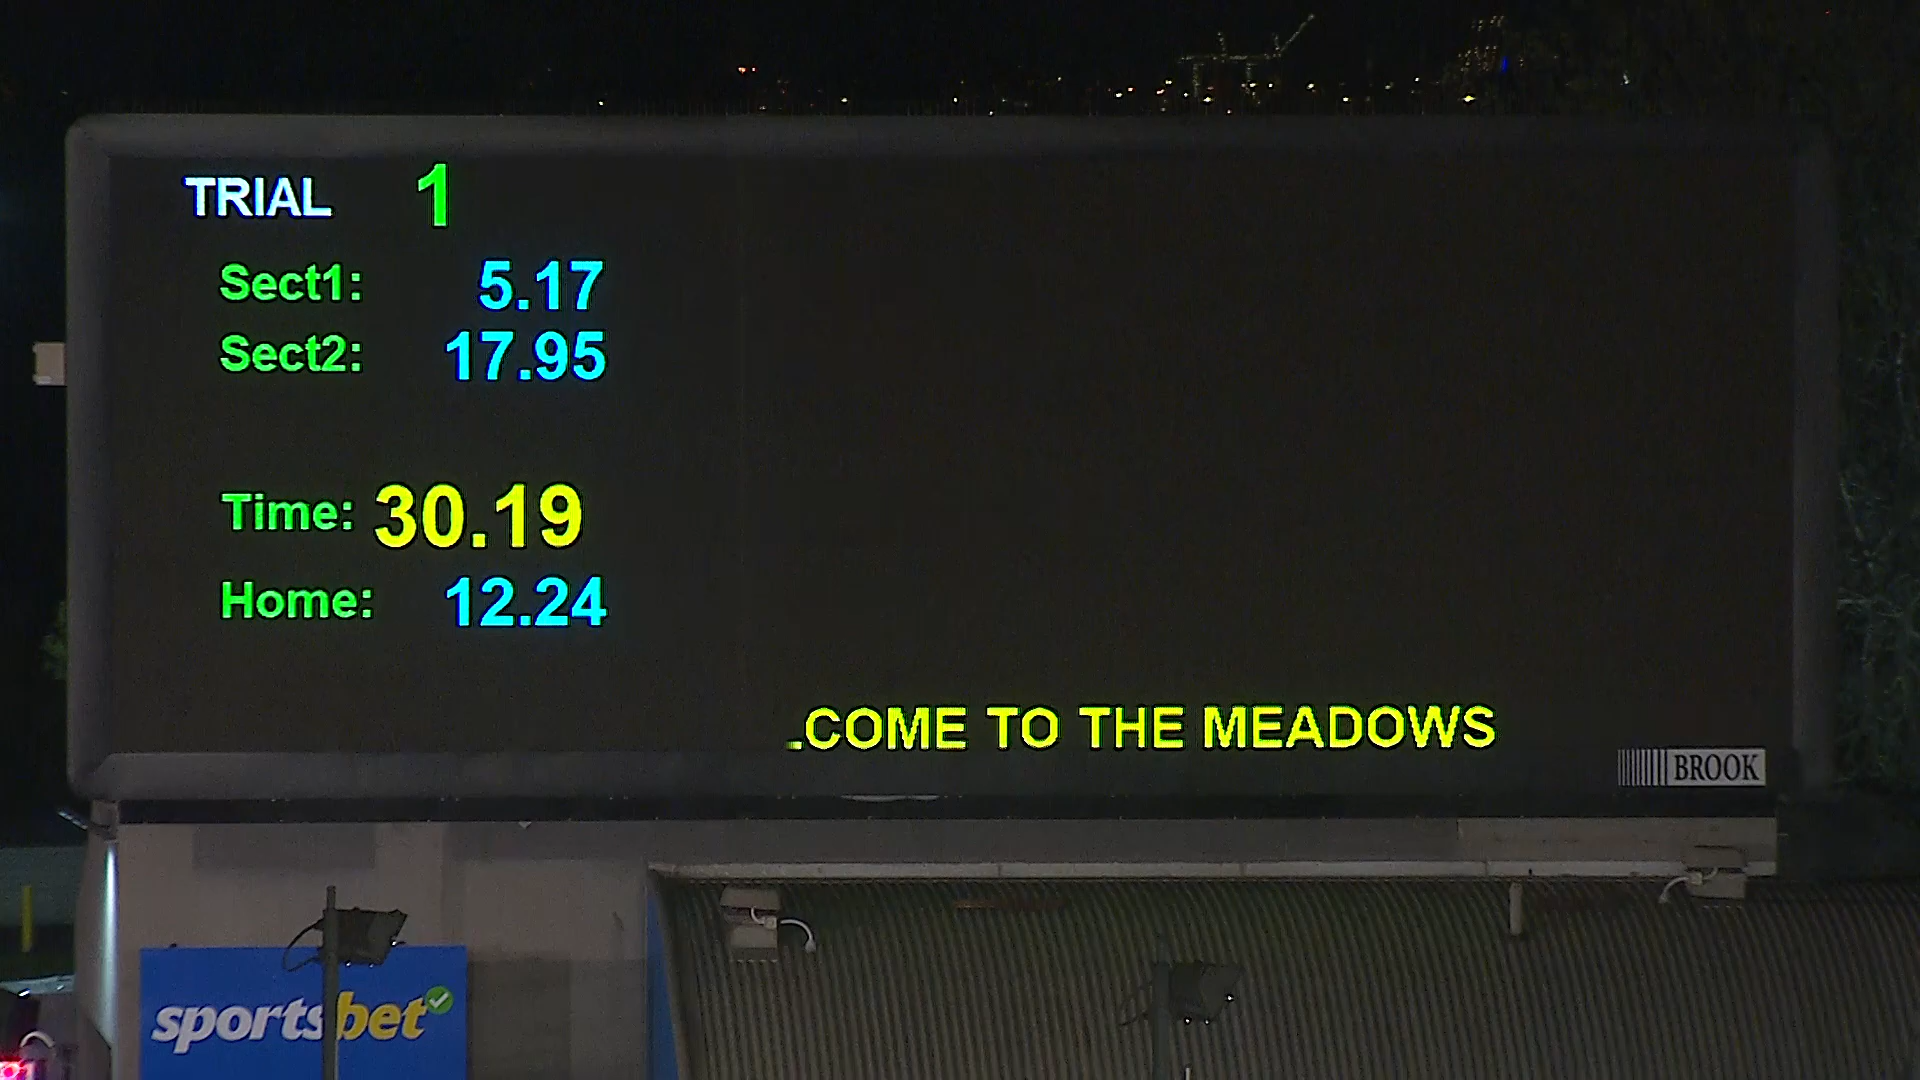 TRIAL 1
Sect1: 5.17
Sect2: 17.95
Time: 30.19
Home: 12.24
COME TO THE MEADOWS
BROOK
sportsbet